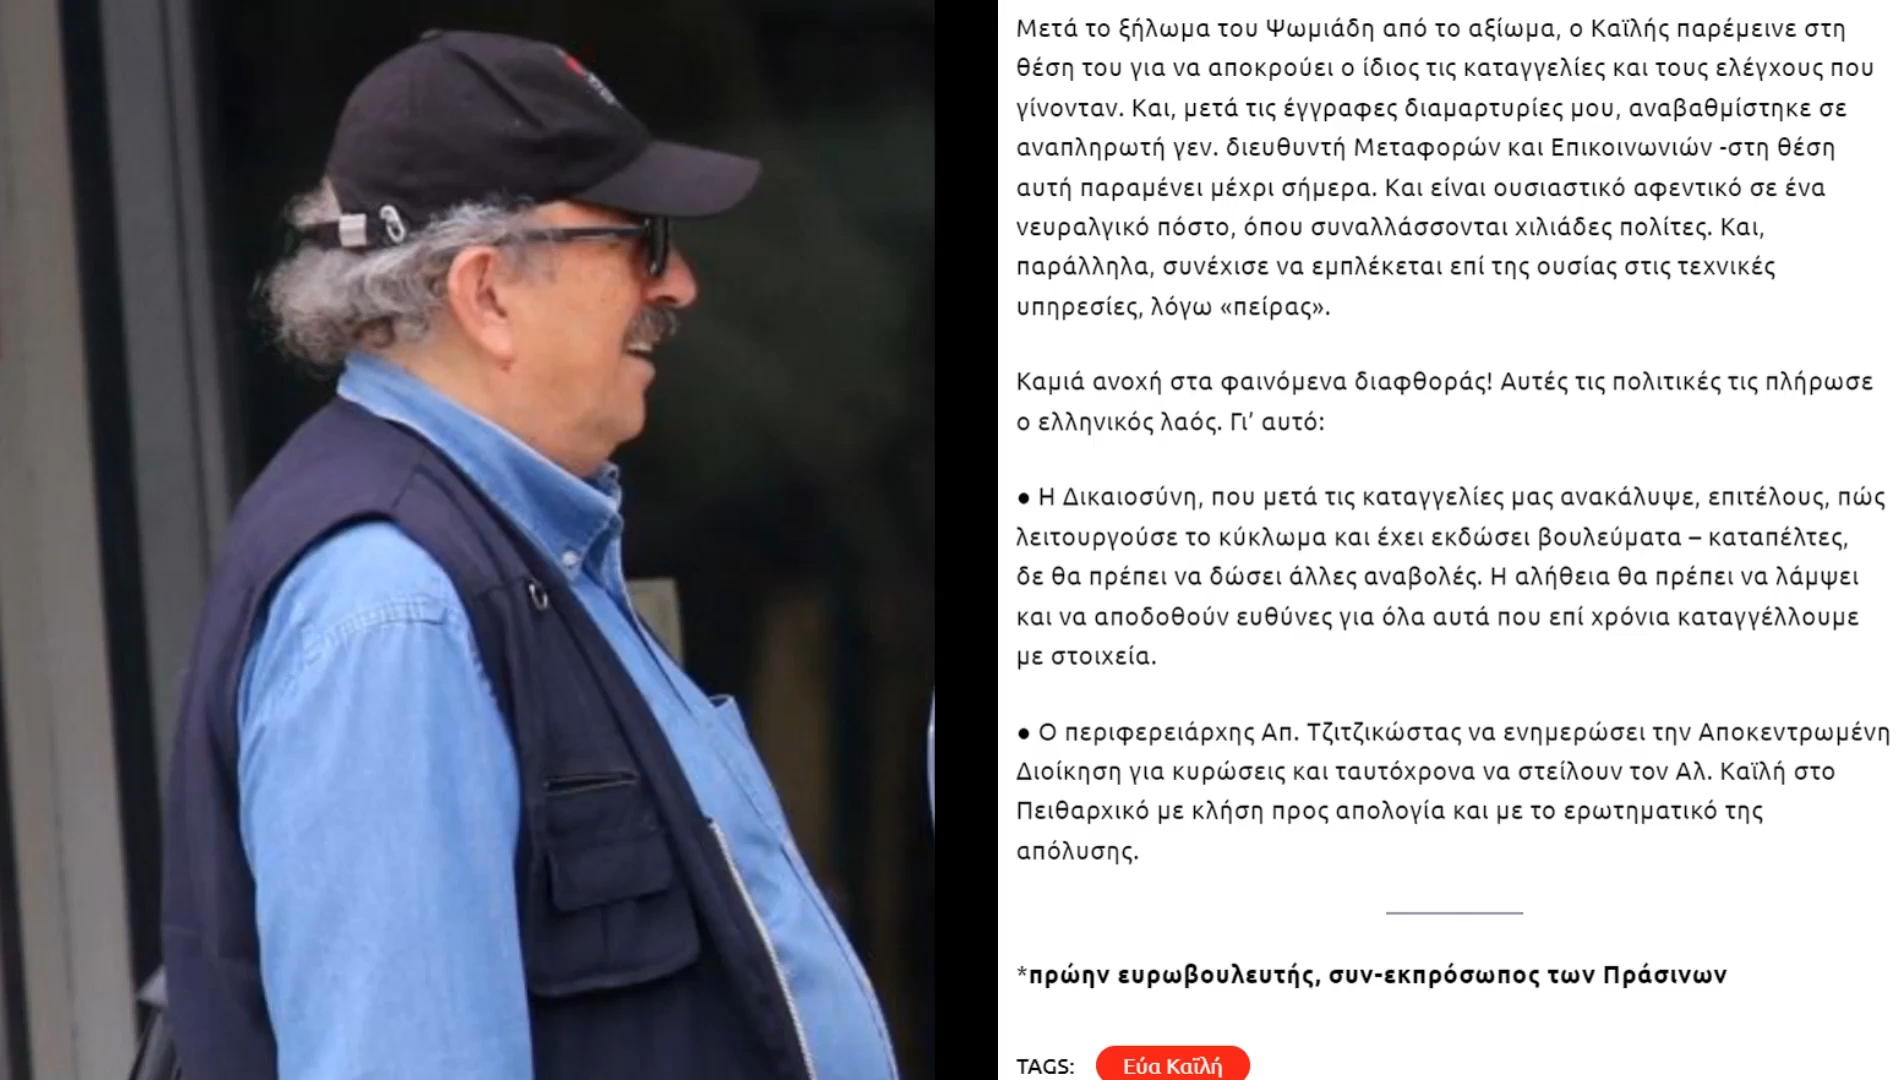 Μετά το ξήλωμα του Ψωμιάδη από το αξίωμα, ο Καϊλής παρέμεινε στη
θέση του για να αποκρούει ο ίδιος τις καταγγελίες και τους ελέγχους που
γίνονταν. Και, μετά τις έγγραφες διαμαρτυρίες μου, αναβαθμίστηκε σε
αναπληρωτή γεν. διευθυντή Μεταφορών και Επικοινωνιών -στη θέση
αυτή παραμένει μέχρι σήμερα. Και είναι ουσιαστικό αφεντικό σε ένα
νευραλγικό πόστο, όπου συναλλάσσονται χιλιάδες πολίτες. Και,
παράλληλα, συνέχισε να εμπλέκεται επί της ουσίας στις τεχνικές
υπηρεσίες, λόγω «πείρας».
Καμιά ανοχή στα φαινόμενα διαφθοράς! Αυτές τις πολιτικές τις πλήρωσε
ο ελληνικός λαός. Γι’ αυτό:
● Η Δικαιοσύνη, που μετά τις καταγγελίες μας ανακάλυψε, επιτέλους, πώς
λειτουργούσε το κύκλωμα και έχει εκδώσει βουλεύματα – καταπέλτες,
δε θα πρέπει να δώσει άλλες αναβολές. Η αλήθεια θα πρέπει να λάμψει
και να αποδοθούν ευθύνες για όλα αυτά που επί χρόνια καταγγέλλουμε
με στοιχεία.
● Ο περιφερειάρχης Απ. Τζιτζικώστας να ενημερώσει την Αποκεντρωμένη
Διοίκηση για κυρώσεις και ταυτόχρονα να στείλουν τον Αλ. Καϊλή στο
Πειθαρχικό με κλήση προς απολογία και με το ερωτηματικό της
απόλυσης.
*πρώην ευρωβουλευτής, συν-εκπρόσωπος των Πράσινων
TAGS: Εύα Καϊλή